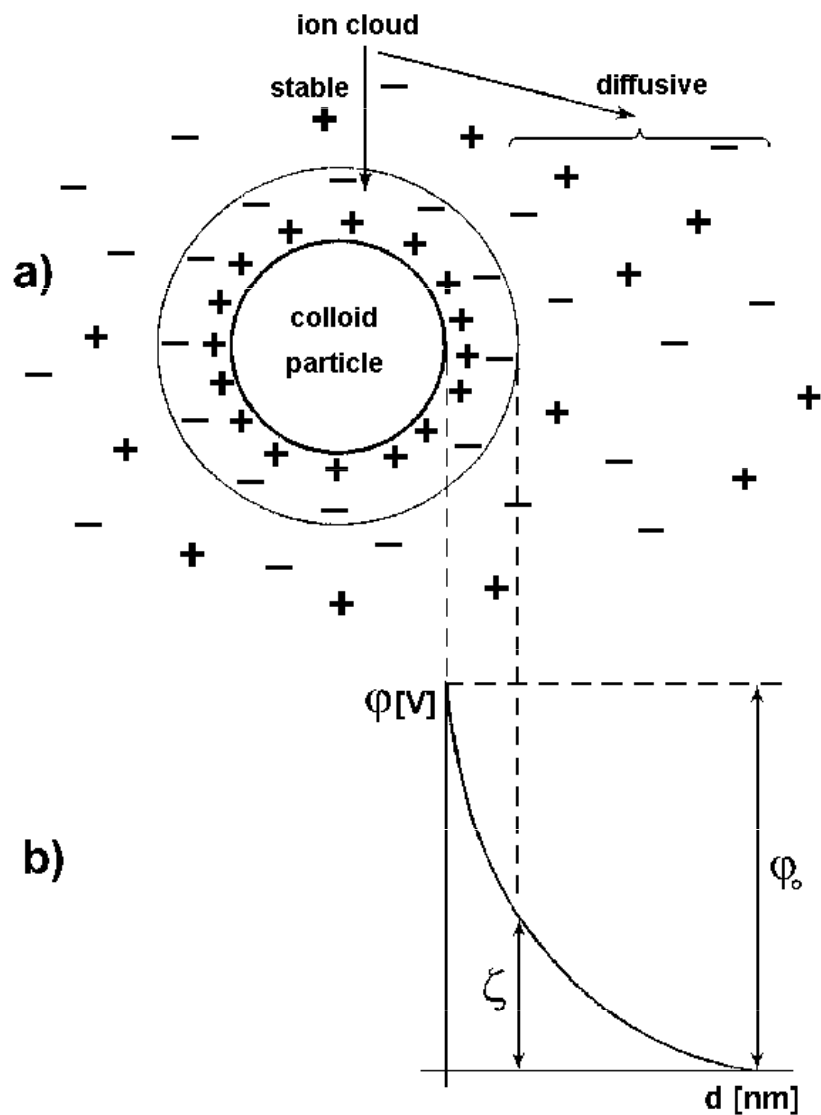 ion cloud
stable
diffusive
a)
colloid
particle
φ[V]
b)
φ₀
ζ
d [nm]